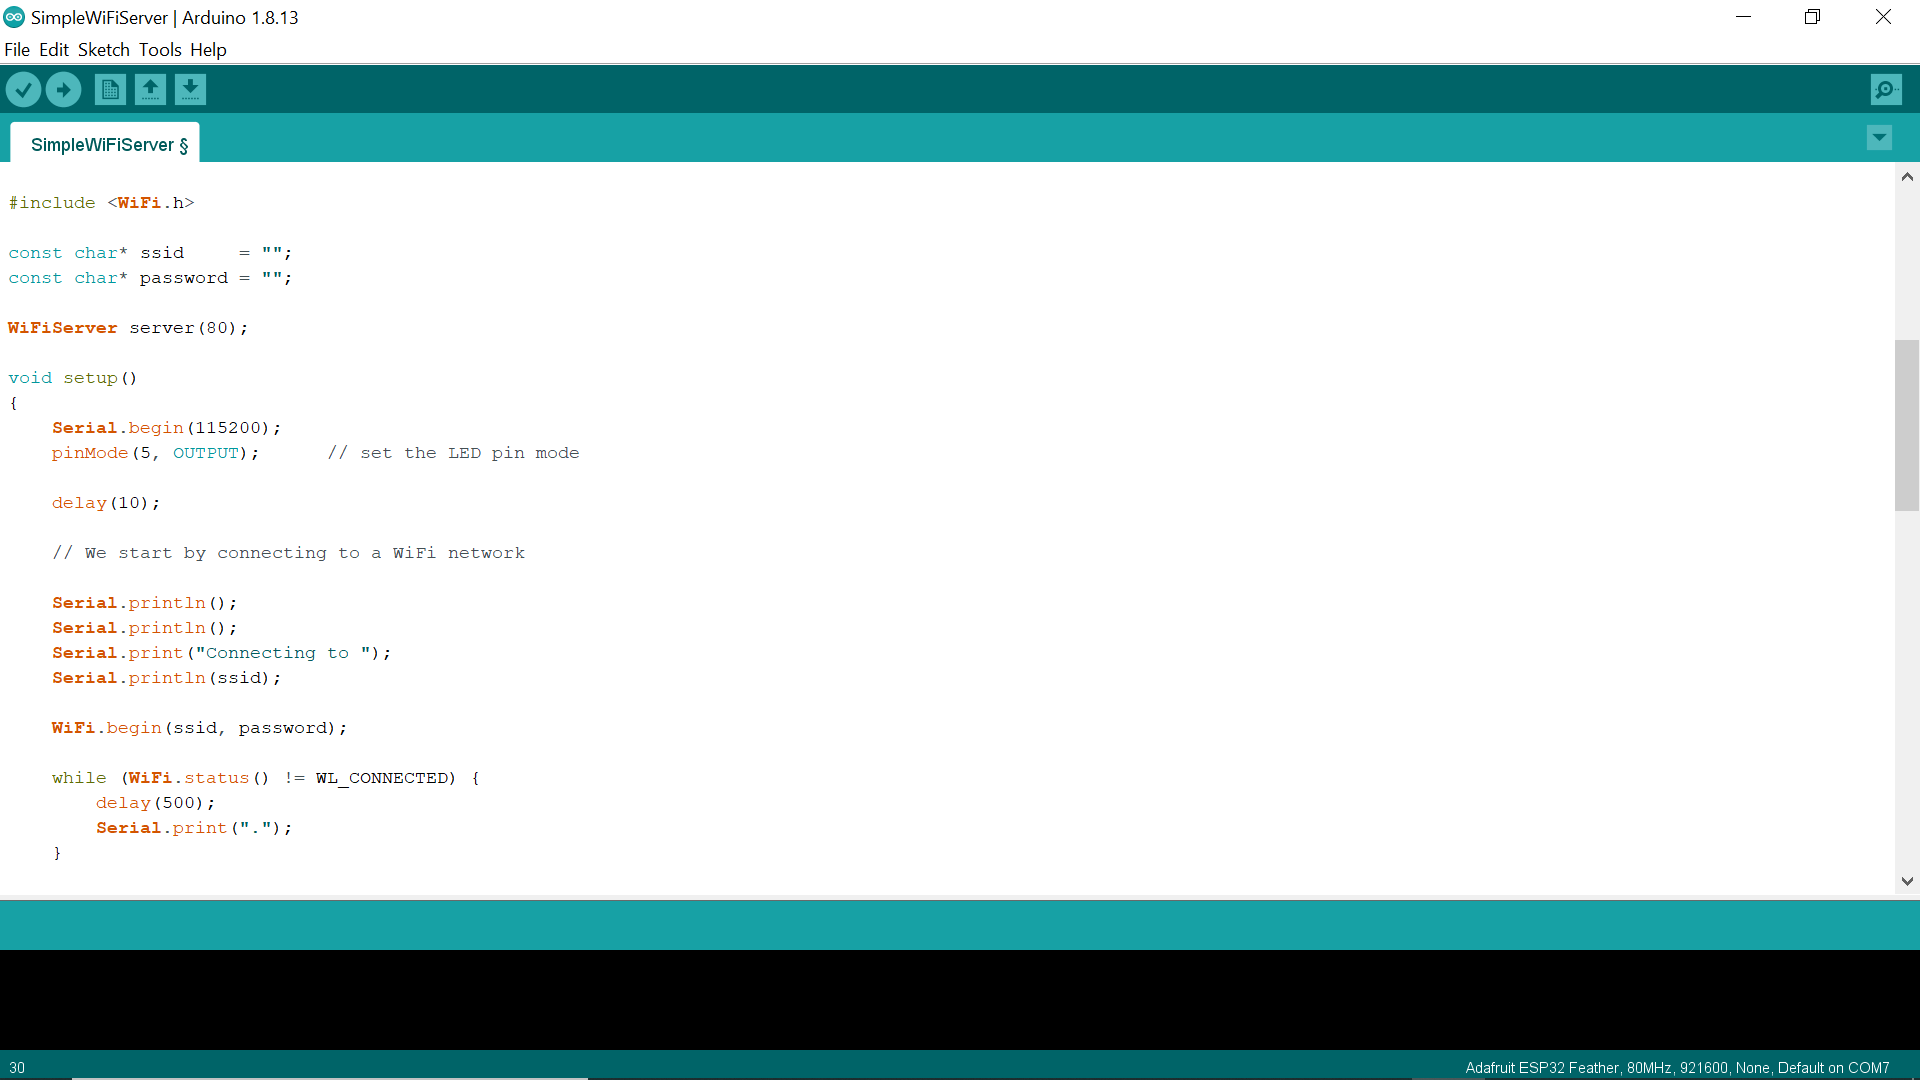 SimpleWiFiServer | Arduino 1.8.13
File Edit Sketch Tools Help
SimpleWiFiServer §
#include <WiFi.h>
const char* ssid     = "";
const char* password = "";
WiFiServer server(80);
void setup()
{
    Serial.begin(115200);
    pinMode(5, OUTPUT);      // set the LED pin mode
    delay(10);
    // We start by connecting to a WiFi network
    Serial.println();
    Serial.println();
    Serial.print("Connecting to ");
    Serial.println(ssid);
    WiFi.begin(ssid, password);
    while (WiFi.status() != WL_CONNECTED) {
        delay(500);
        Serial.print(".");
    }
30
Adafruit ESP32 Feather, 80MHz, 921600, None, Default on COM7